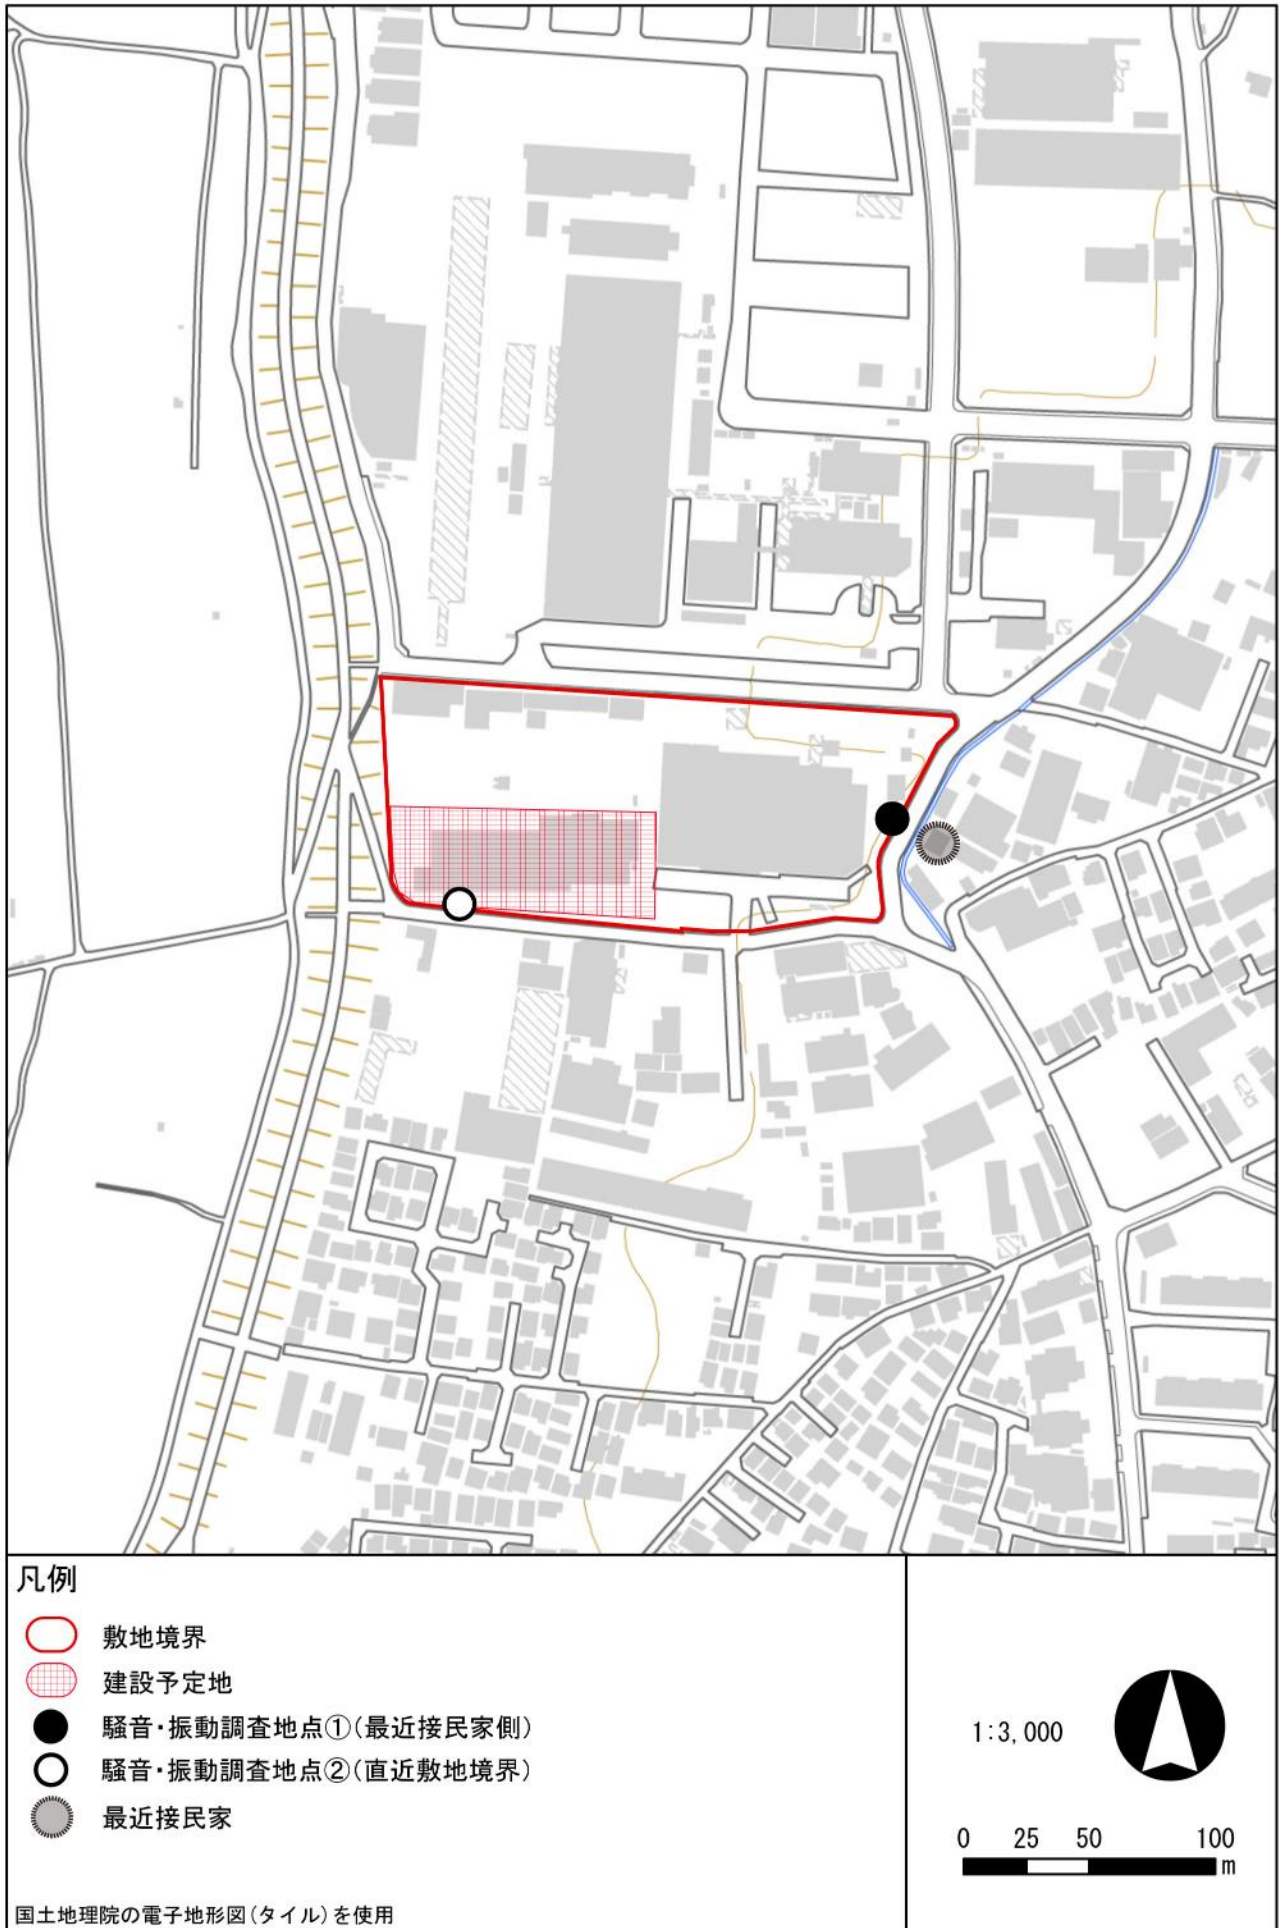 凡例
敷地境界
建設予定地
騒音・振動調査地点①(最近接民家側)
騒音・振動調査地点②(直近敷地境界)
最近接民家
国土地理院の電子地形図(タイル)を使用
1:3,000
0 25 50 100
m